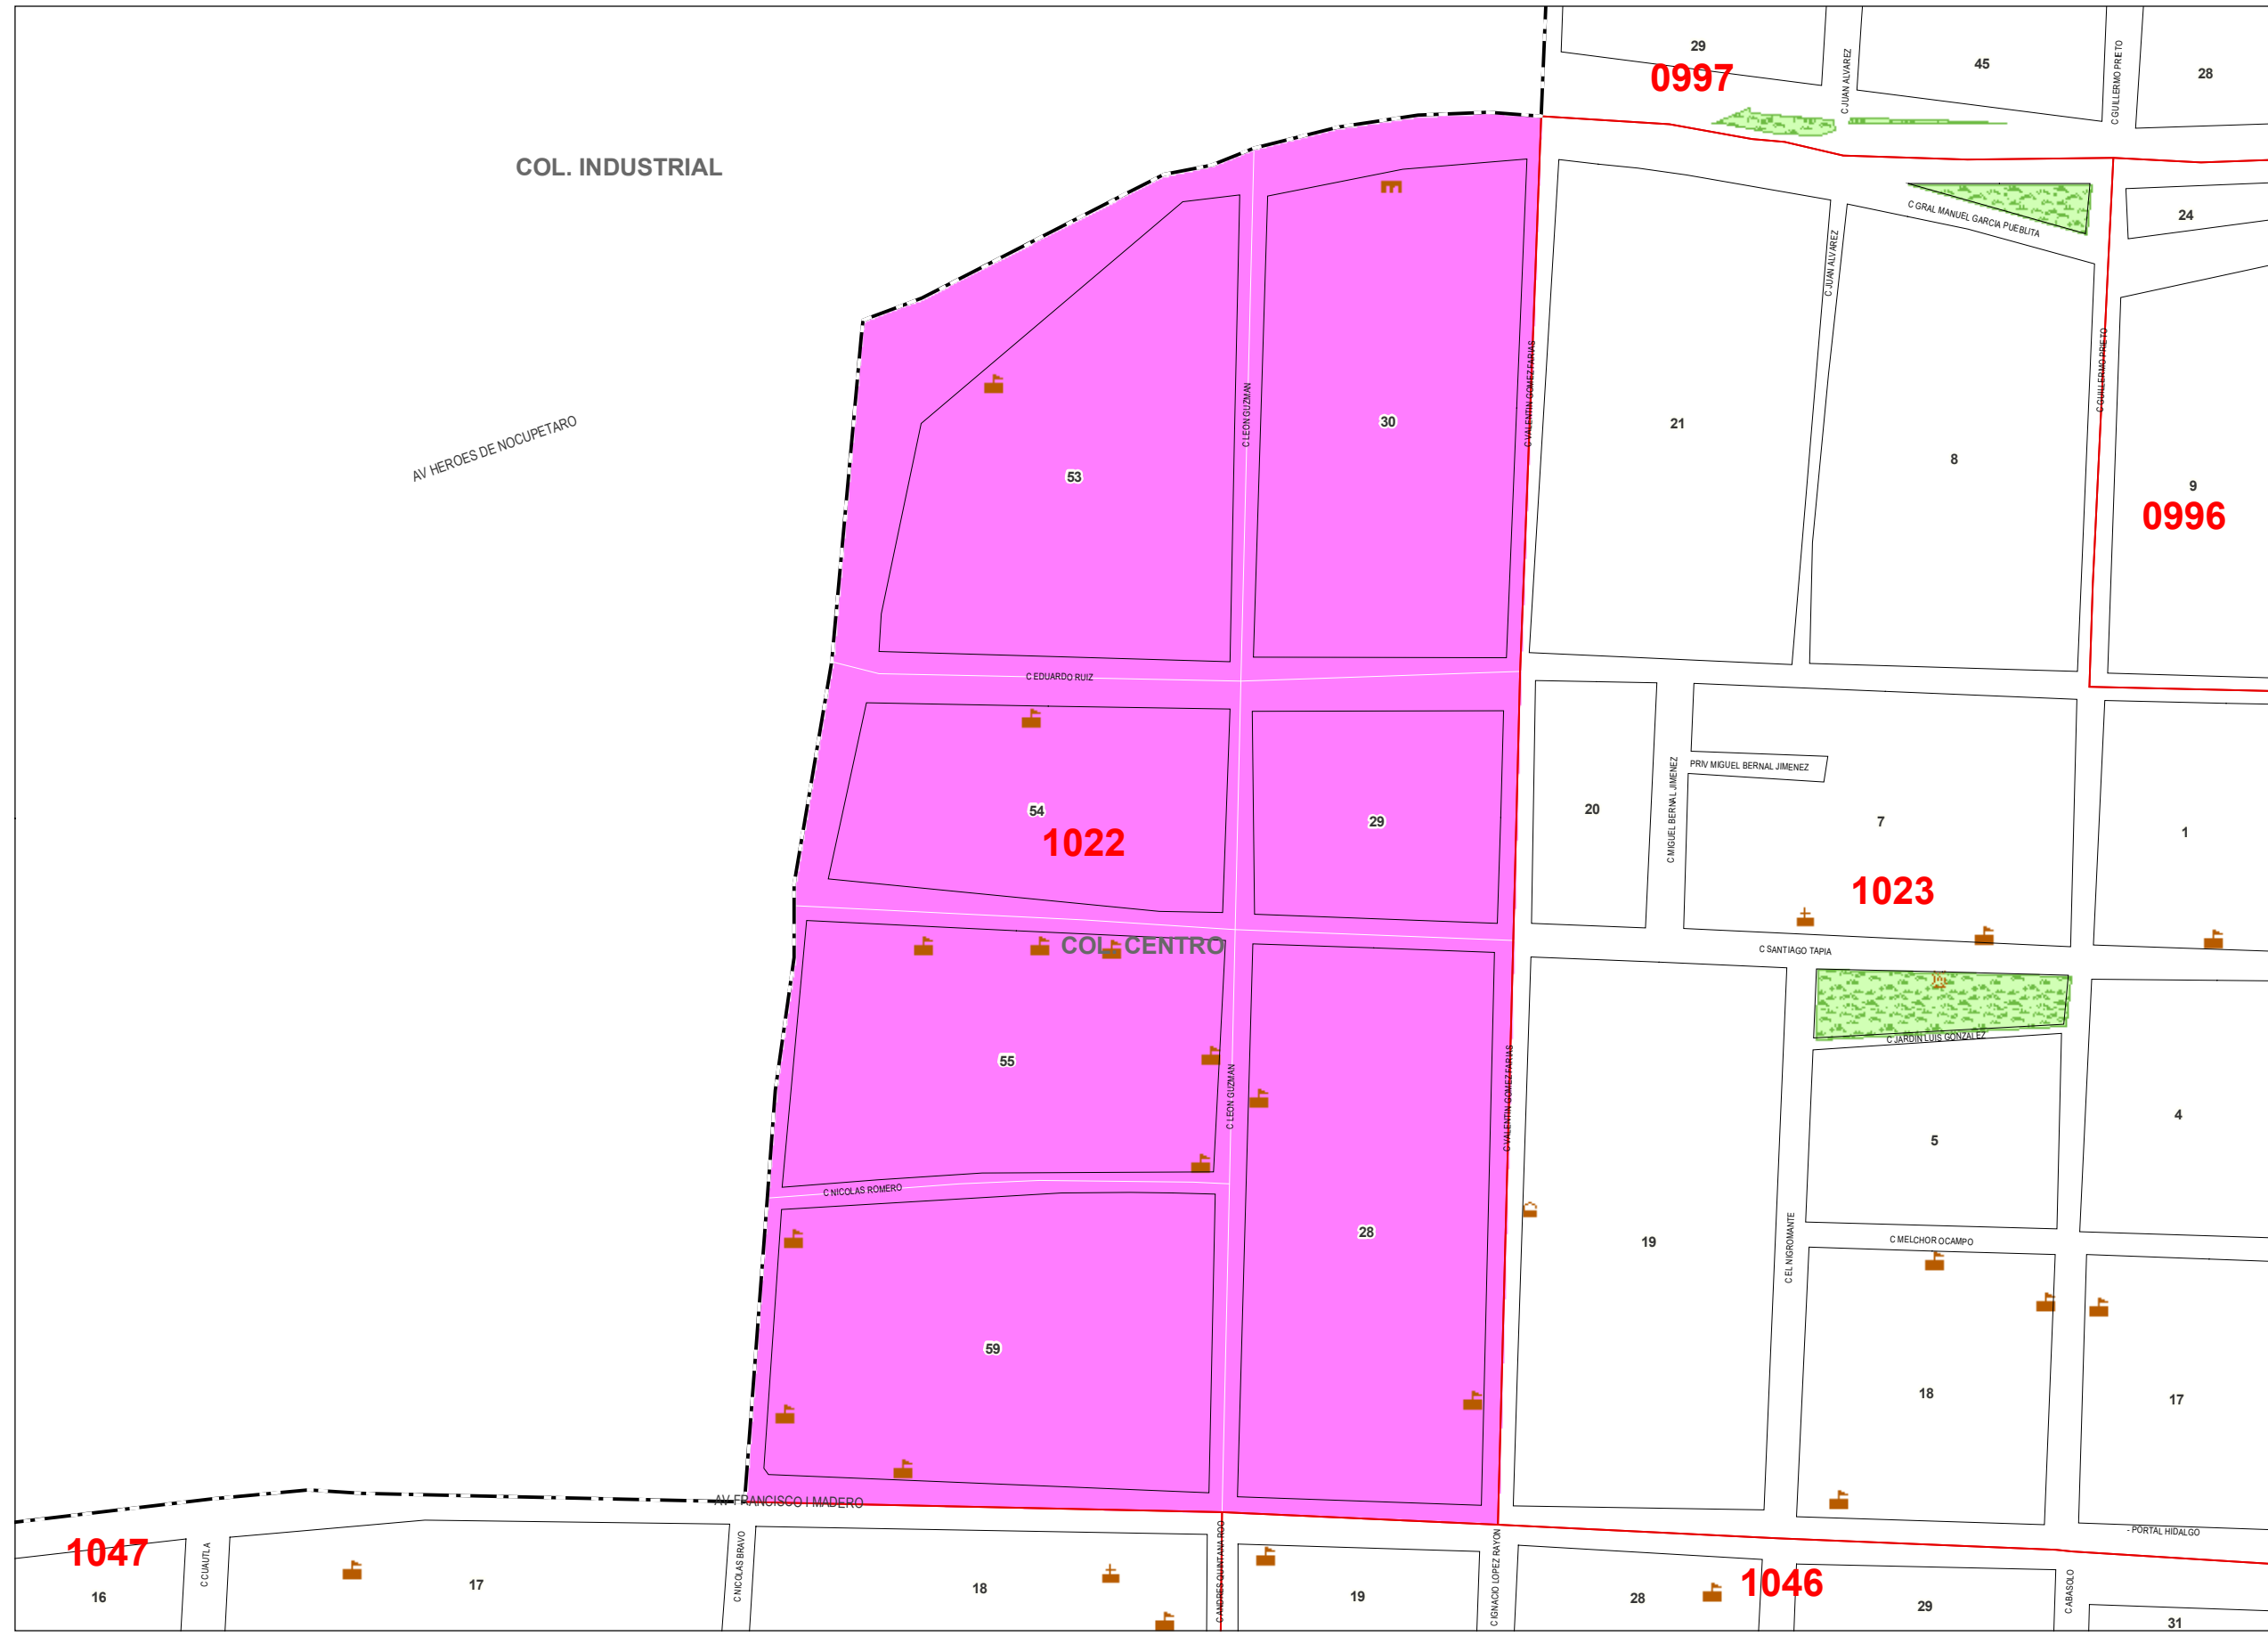 29
0997
45
28
C JUAN ALVAREZ
C GUILLERMO PRIETO
COL. INDUSTRIAL
C GRAL MANUEL GARCIA PUEBLITA
24
C JUAN ALVAREZ
AV HEROES DE NOCUPETARO
C LEON GUZMAN
30
C VALENTIN GOMEZ FARIAS
21
C GUILLERMO PRIETO
8
53
9
0996
C EDUARDO RUIZ
PRIV MIGUEL BERNAL JIMENEZ
C MIGUEL BERNAL JIMENEZ
54
1022
29
20
7
1
1023
COL. CENTRO
C SANTIAGO TAPIA
C JARDIN LUIS GONZALEZ
55
C LEON GUZMAN
C VALENTIN GOMEZ FARIAS
5
4
C NICOLAS ROMERO
28
19
C EL NIGROMANTE
C MELCHOR OCAMPO
59
18
17
AV FRANCISCO I MADERO
- PORTAL HIDALGO
1047
C CUAUTLA
16
17
C NICOLAS BRAVO
18
C ANDRES QUINTANA ROO
19
C IGNACIO LOPEZ RAYON
28
1046
29
C ABASOLO
31